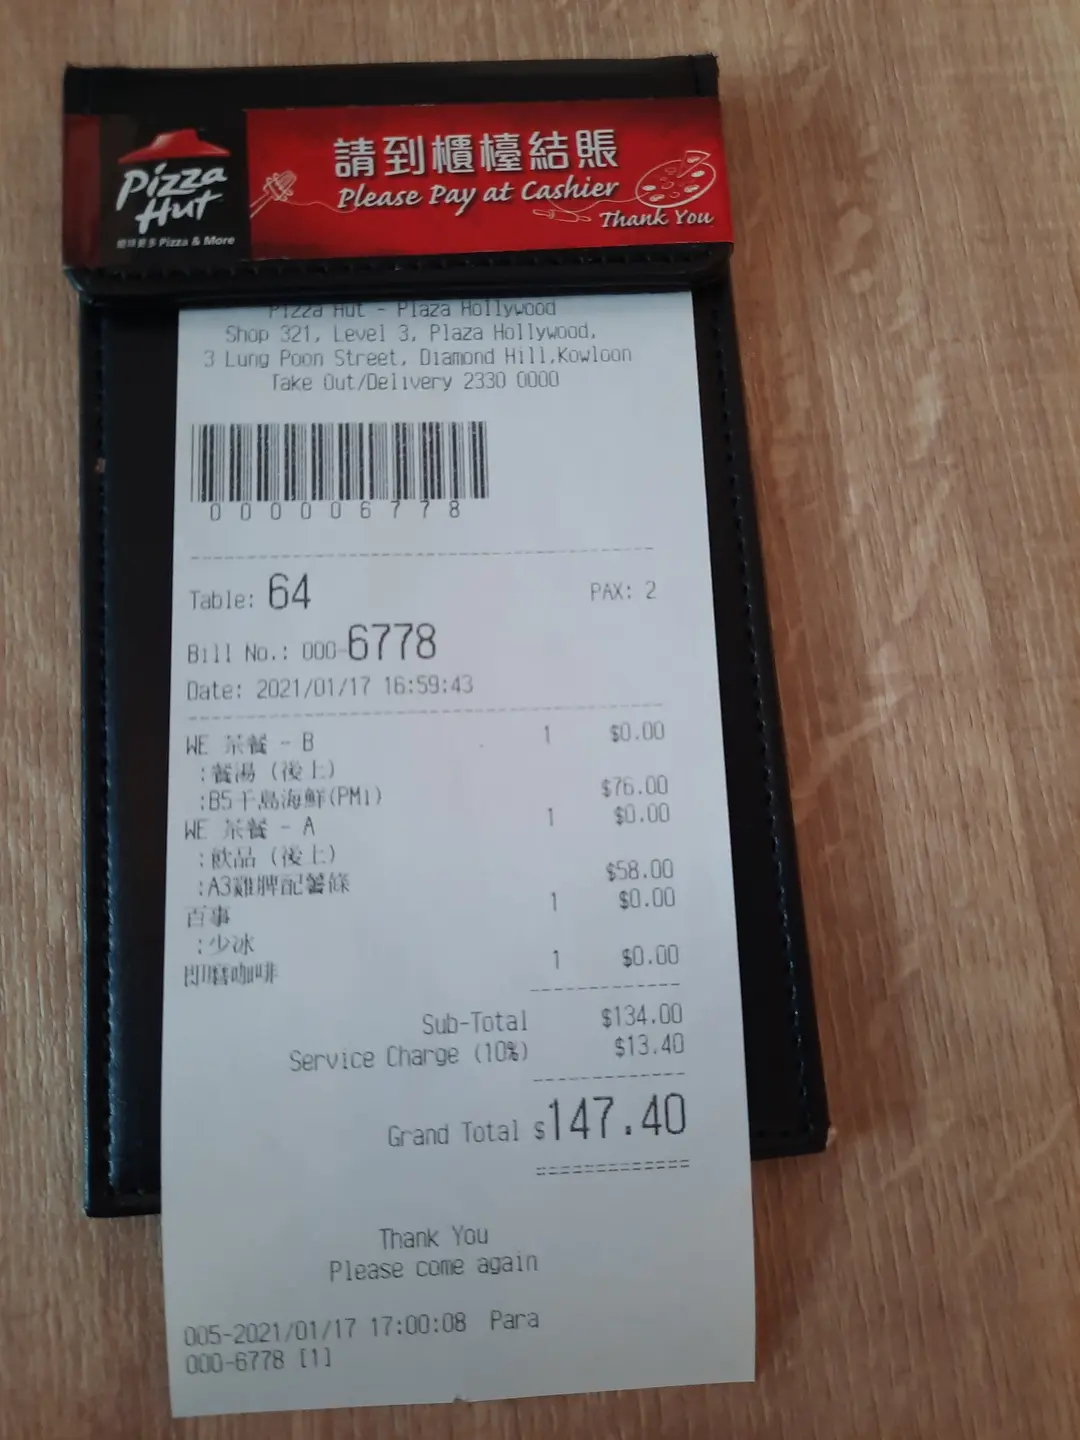 Pizza Hut
請到櫃檯結賬
Please Pay at Cashier
Thank You
Pizza & More
Pizza Hut - Plaza Hollywood
Shop 321, Level 3, Plaza Hollywood,
3 Lung Poon Street, Diamond Hill,Kowloon
Take Out/Delivery 2330 0000
0000006778
Table: 64 PAX: 2
Bill No.: 000-6778
Date: 2021/01/17 16:59:43
WE 茶餐 - B 1 $0.00
:餐湯 (後上)
:B5千島海鮮(PM1) $76.00
WE 茶餐 - A 1 $0.00
:飲品 (後上)
:A3雞髀配薯條 $58.00
百事 1 $0.00
:少冰
即磨咖啡 1 $0.00
Sub-Total $134.00
Service Charge (10%) $13.40
Grand Total $147.40
=============
Thank You
Please come again
005-2021/01/17 17:00:08 Para
000-6778 [1]